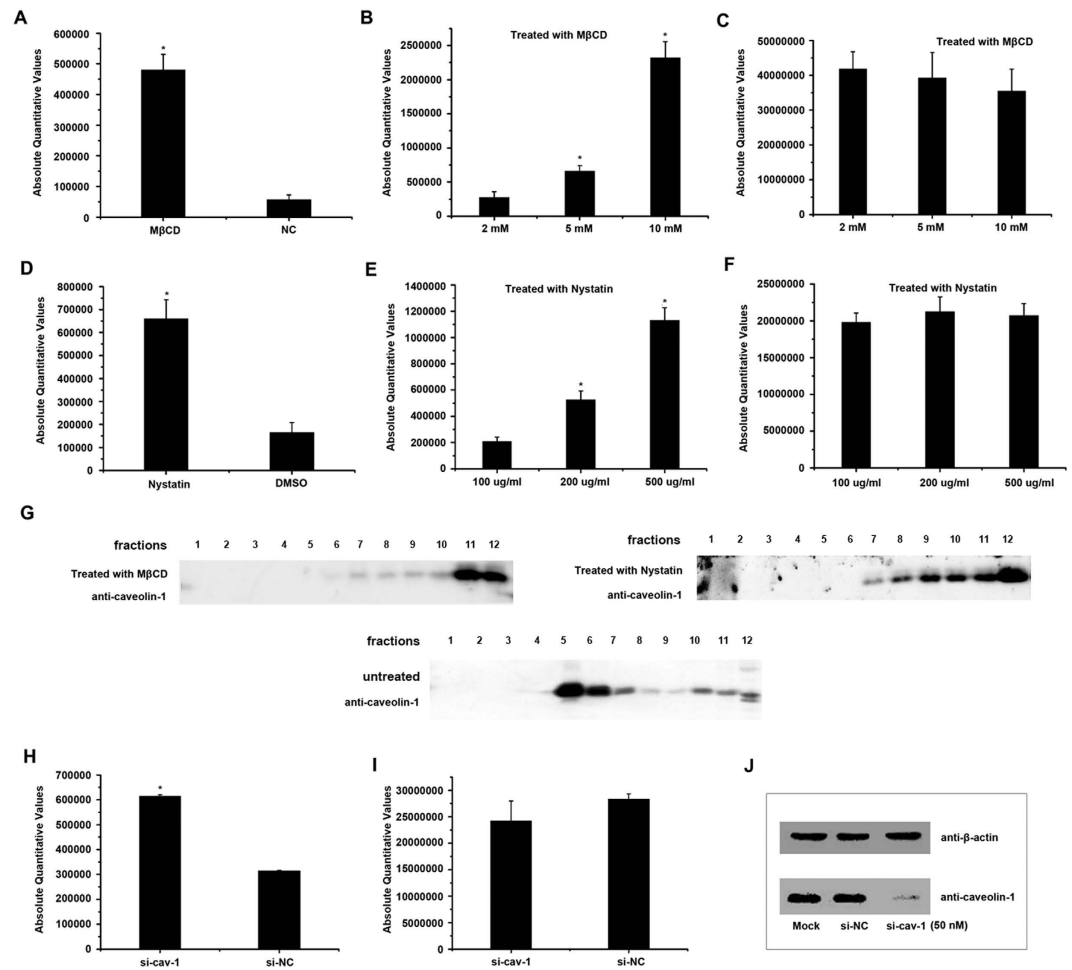 A
Absolute Quantitative Values
600000
500000
400000
300000
200000
100000
0
*
MβCD
NC
B
Absolute Quantitative Values
Treated with MβCD
2500000
2000000
1500000
1000000
500000
0
*
*
2 mM
5 mM
10 mM
C
Absolute Quantitative Values
Treated with MβCD
50000000
40000000
30000000
20000000
10000000
0
2 mM
5 mM
10 mM
D
Absolute Quantitative Values
800000
700000
600000
500000
400000
300000
200000
100000
0
*
Nystatin
DMSO
E
Absolute Quantitative Values
Treated with Nystatin
1400000
1200000
1000000
800000
600000
400000
200000
0
*
*
100 ug/ml
200 ug/ml
500 ug/ml
F
Absolute Quantitative Values
Treated with Nystatin
25000000
20000000
15000000
10000000
5000000
0
100 ug/ml
200 ug/ml
500 ug/ml
G
fractions 1 2 3 4 5 6 7 8 9 10 11 12
Treated with MβCD
anti-caveolin-1
fractions 1 2 3 4 5 6 7 8 9 10 11 12
Treated with Nystatin
anti-caveolin-1
fractions 1 2 3 4 5 6 7 8 9 10 11 12
untreated
anti-caveolin-1
H
Absolute Quantitative Values
700000
600000
500000
400000
300000
200000
100000
0
*
si-cav-1
si-NC
I
Absolute Quantitative Values
30000000
25000000
20000000
15000000
10000000
5000000
0
si-cav-1
si-NC
J
anti-β-actin
anti-caveolin-1
Mock si-NC si-cav-1 (50 nM)